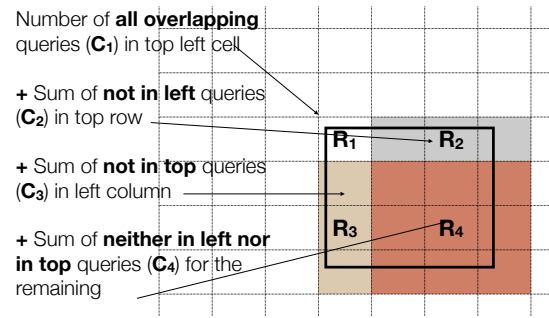 Number of all overlapping
queries (C₁) in top left cell
+ Sum of not in left queries
(C₂) in top row
+ Sum of not in top queries
(C₃) in left column
+ Sum of neither in left nor
in top queries (C₄) for the
remaining
R₁ R₂
R₃ R₄